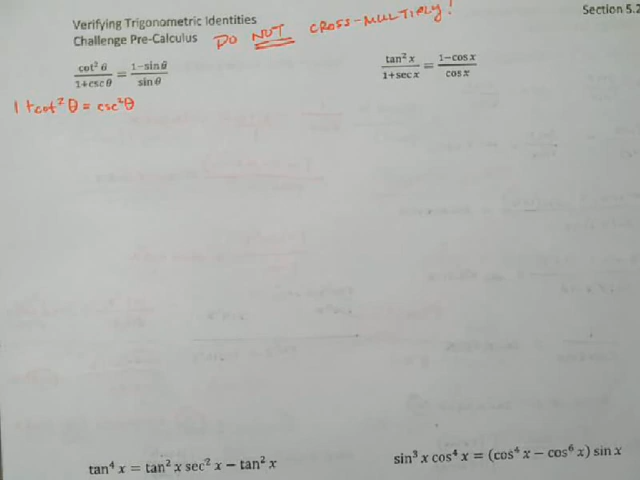 Verifying Trigonometric Identities
Section 5.2
Challenge Pre-Calculus DO NOT CROSS-MULTIPLY!
cot² θ / 1+csc θ = 1−sin θ / sin θ
tan² x / 1+sec x = 1−cos x / cos x
1 + cot² θ = csc² θ
tan⁴ x = tan² x sec² x − tan² x
sin³ x cos⁴ x = (cos⁴ x − cos⁶ x) sin x